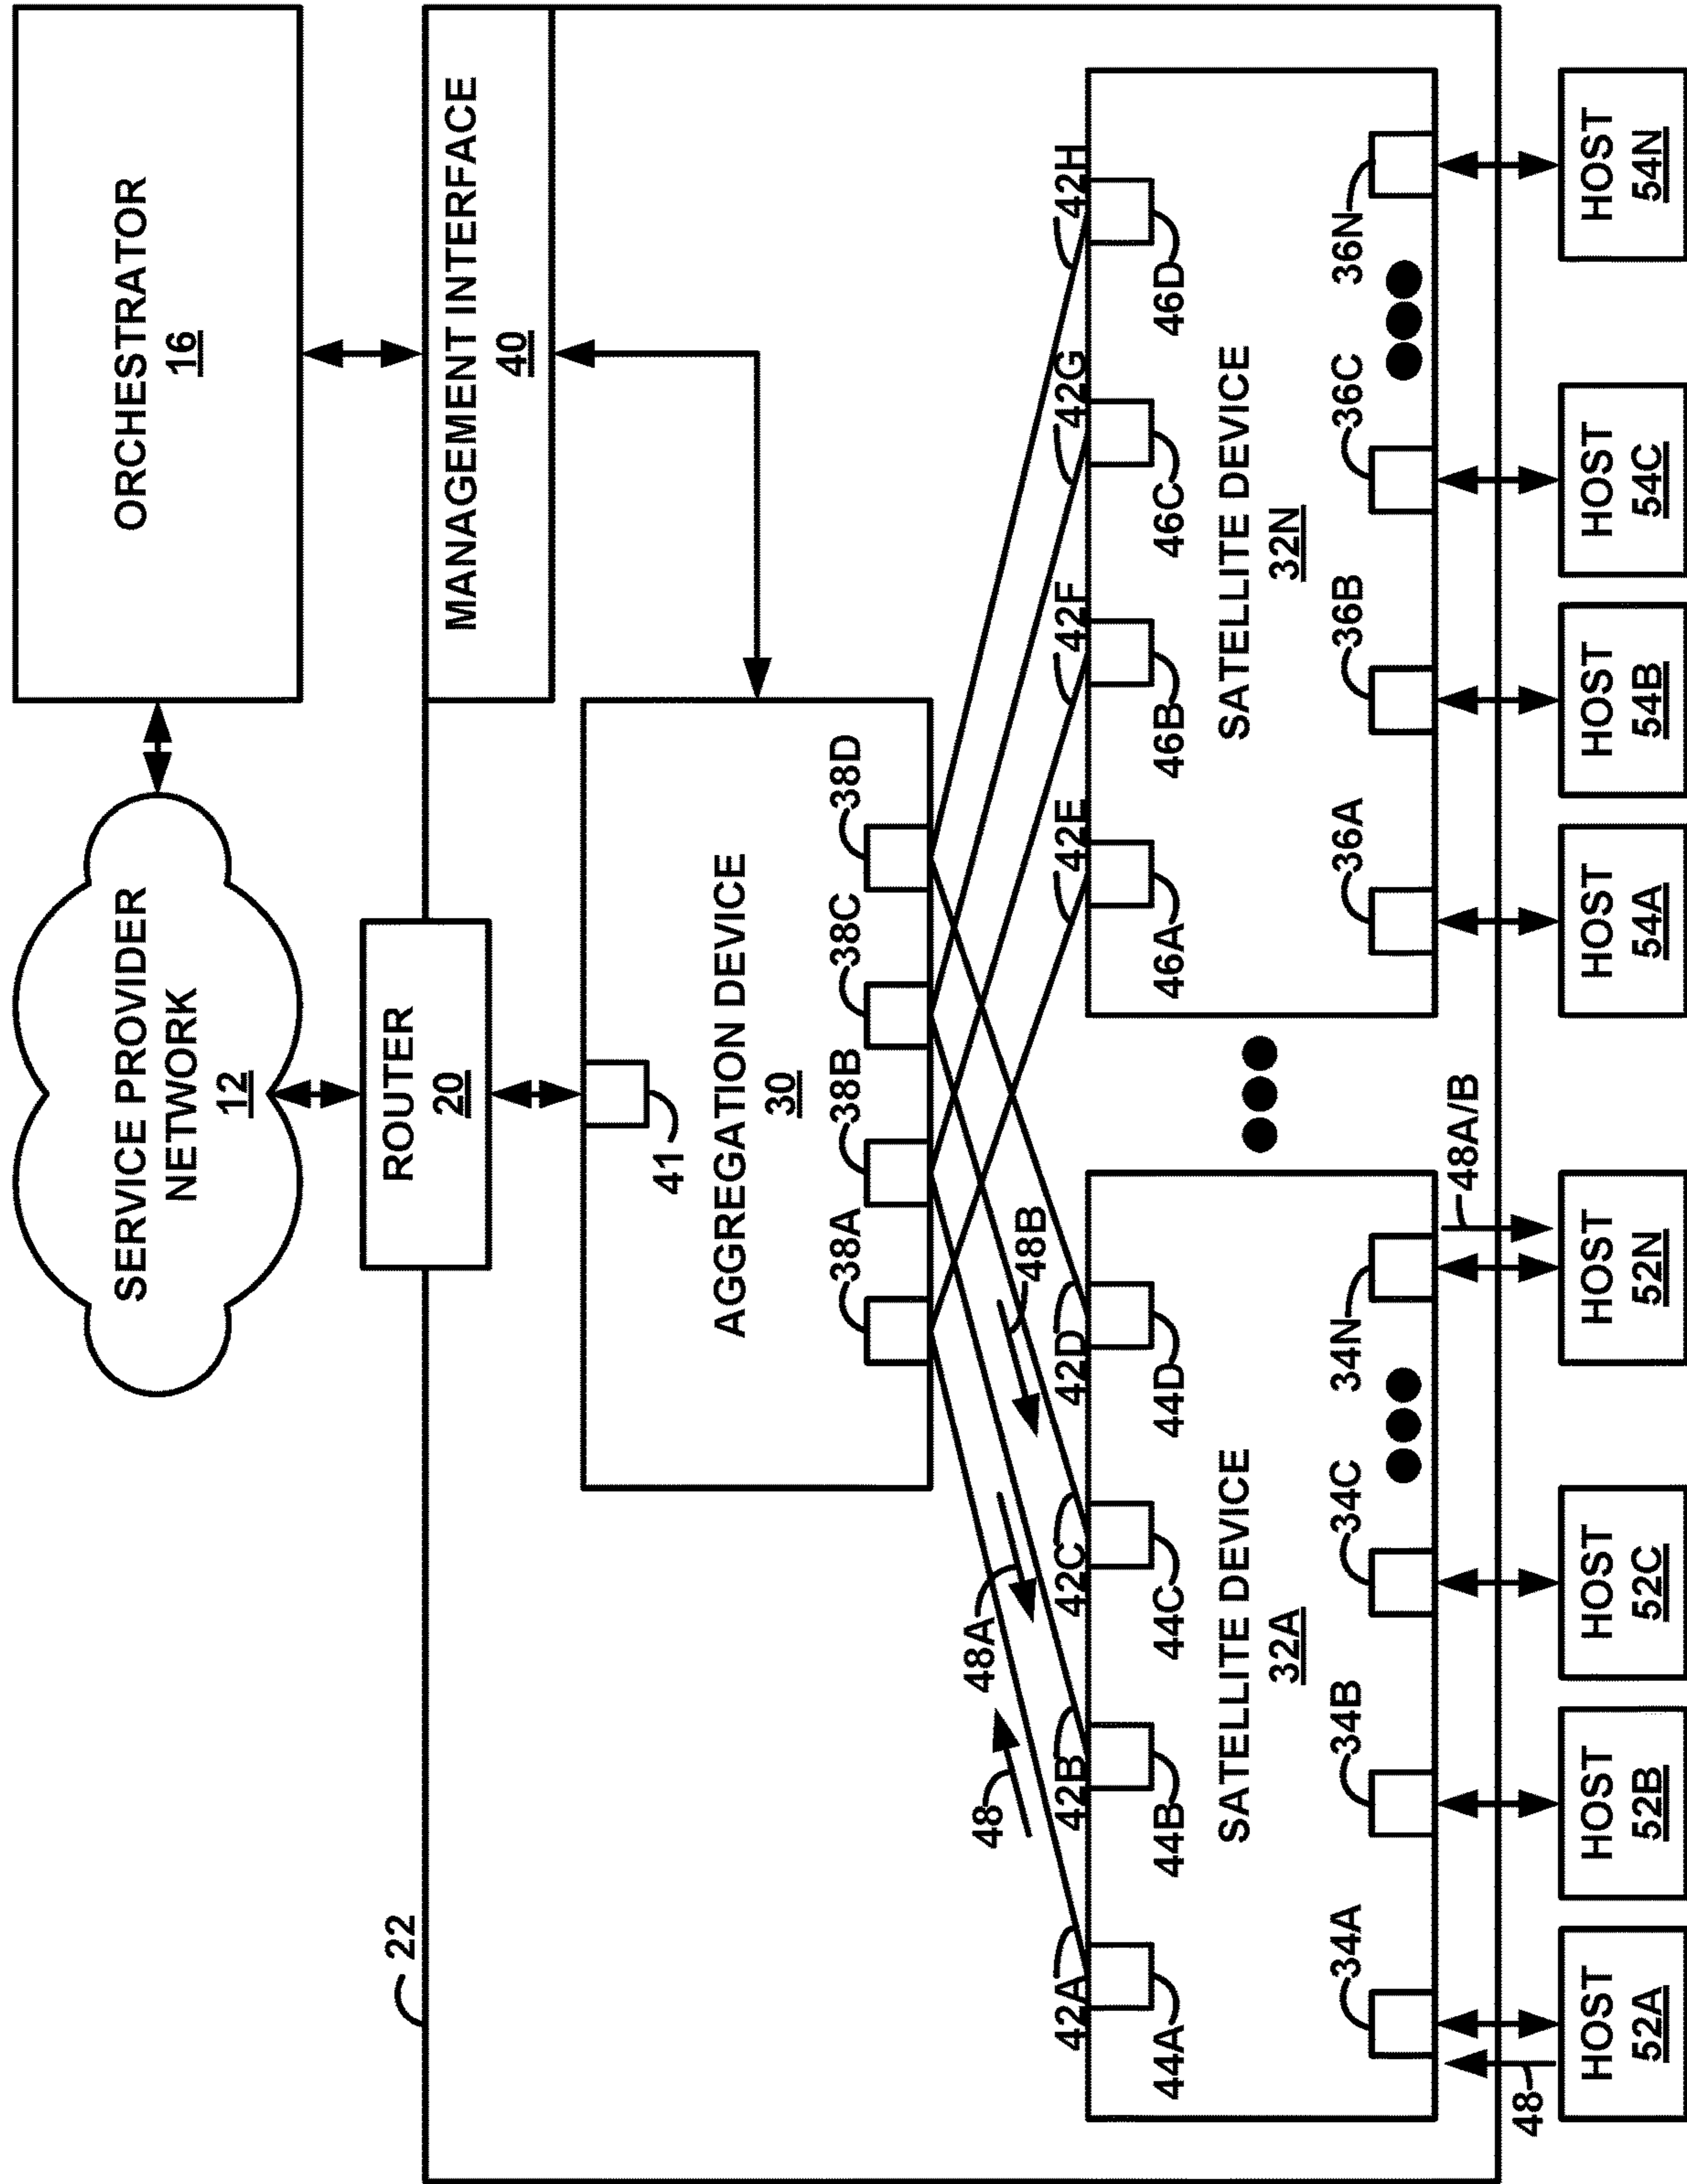 SERVICE PROVIDER
NETWORK
12
ORCHESTRATOR
16
ROUTER
20
22
MANAGEMENT INTERFACE
40
41
AGGREGATION DEVICE
30
38A
38B
38C
38D
48
48A
48B
42A
42B
42C
42D
42E
42F
42G
42H
44A
44B
44C
44D
46A
46B
46C
46D
SATELLITE DEVICE
32A
SATELLITE DEVICE
32N
34A
34B
34C
34N
36A
36B
36C
36N
48
48A/B
HOST
52A
HOST
52B
HOST
52C
HOST
52N
HOST
54A
HOST
54B
HOST
54C
HOST
54N